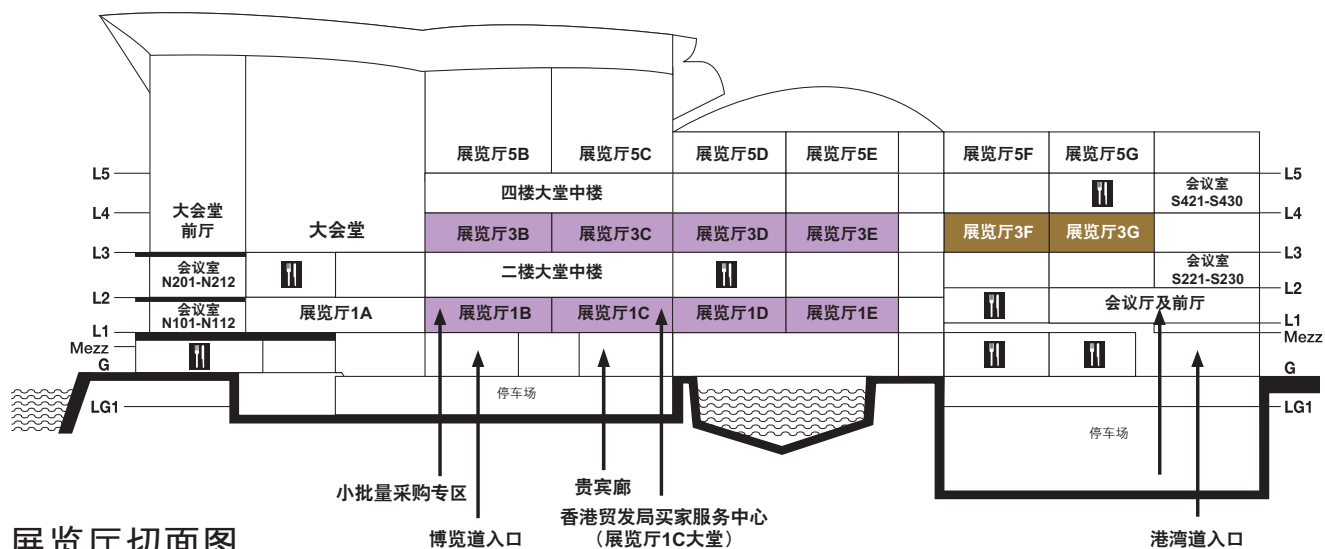 展览厅5B
展览厅5C
展览厅5D
展览厅5E
展览厅5F
展览厅5G
L5
四楼大堂中楼
会议室
S421-S430
L5
L4
大会堂
前厅
大会堂
展览厅3B
展览厅3C
展览厅3D
展览厅3E
展览厅3F
展览厅3G
L4
L3
会议室
N201-N212
二楼大堂中楼
会议室
S221-S230
L3
L2
会议室
N101-N112
展览厅1A
展览厅1B
展览厅1C
展览厅1D
展览厅1E
会议厅及前厅
L2
L1
L1
Mezz
Mezz
G
G
LG1
停车场
停车场
LG1
小批量采购专区
博览道入口
贵宾廊
香港贸发局买家服务中心
（展览厅1C大堂）
港湾道入口
展览厅切面图